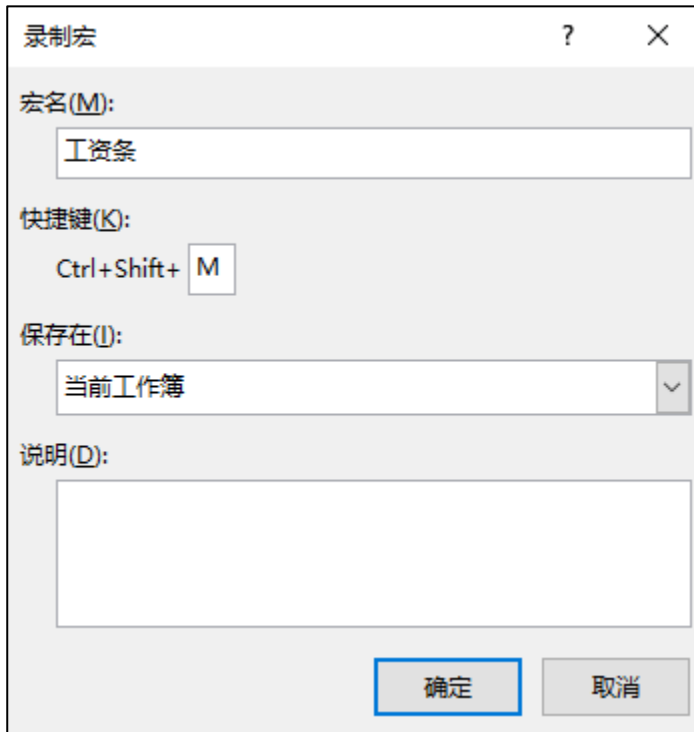 录制宏 ?
宏名(M):
工资条
快捷键(K):
Ctrl+Shift+ M
保存在(I):
当前工作簿
说明(D):
确定 取消